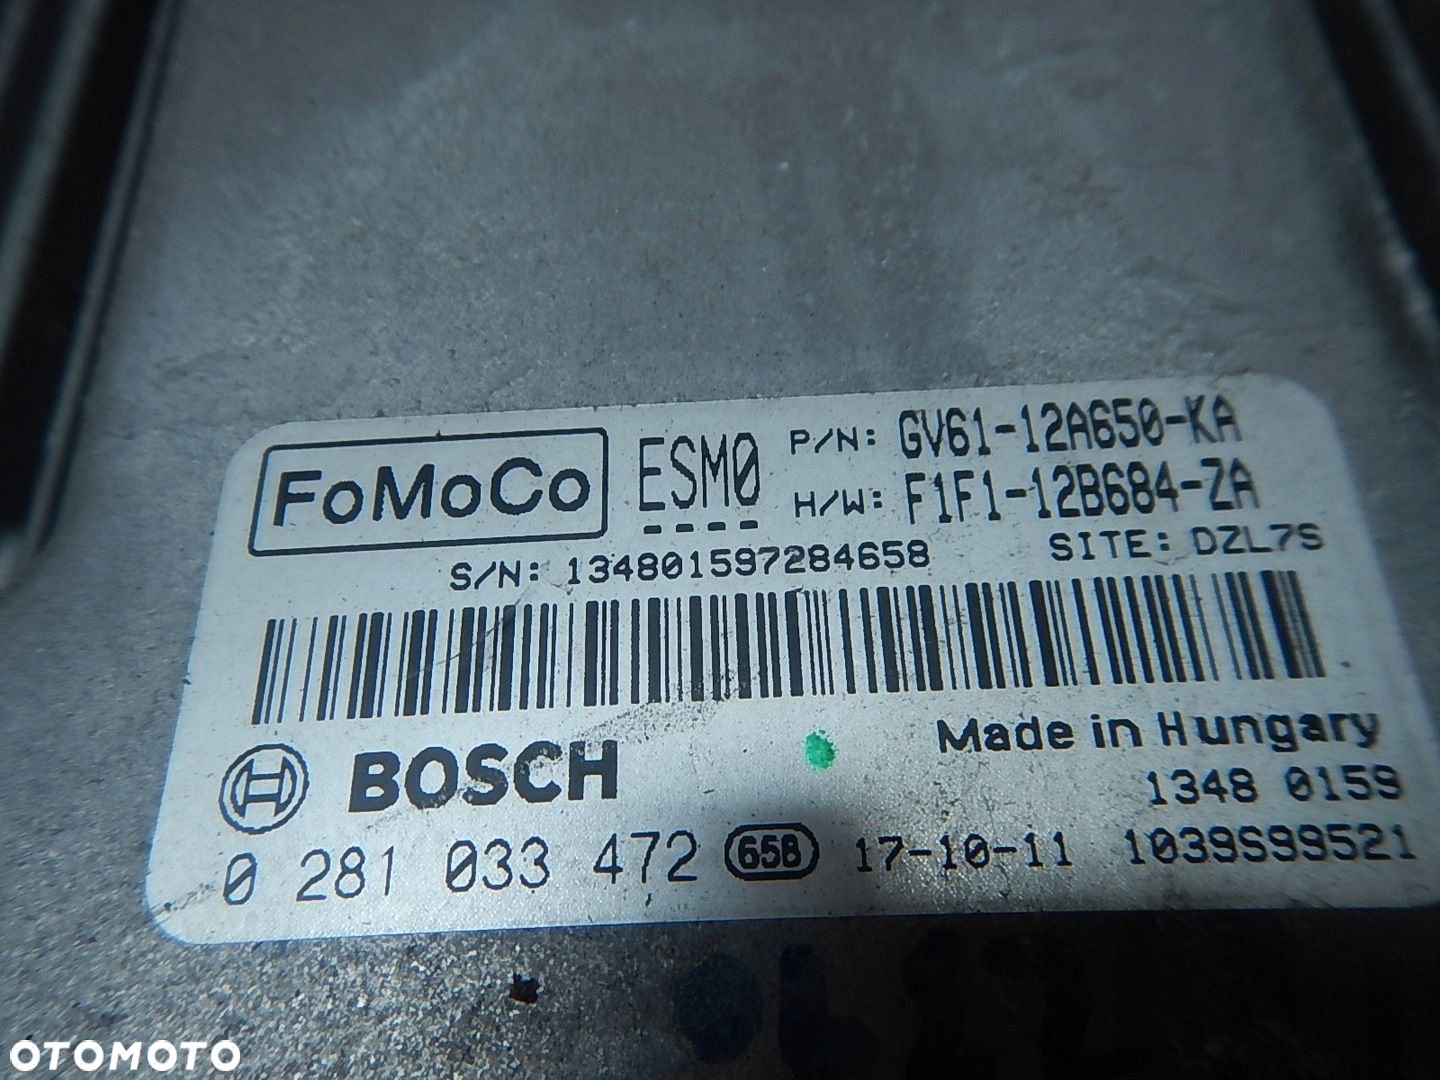 FoMoCo
ESM0
P/N: GV61-12A650-KA
H/W: F1F1-12B684-ZA
S/N: 134801597284658
SITE: DZL7S
BOSCH
Made in Hungary
1348 0159
0 281 033 472 658 17-10-11 1039S99521
OTOMOTO